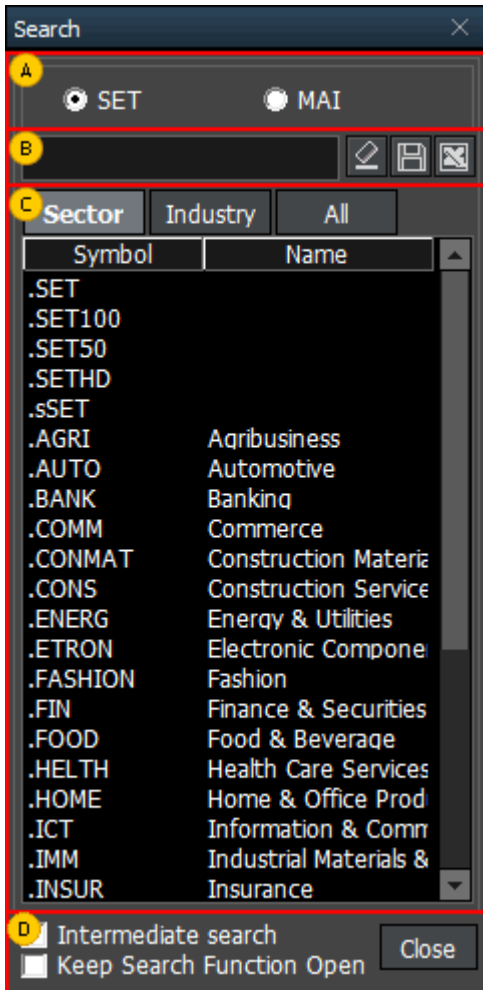 Search
A
SET MAI
B
C
Sector Industry All
Symbol Name
.SET
.SET100
.SET50
.SETHD
.sSET
.AGRI Agribusiness
.AUTO Automotive
.BANK Banking
.COMM Commerce
.CONMAT Construction Materia
.CONS Construction Service
.ENERG Energy & Utilities
.ETRON Electronic Compone
.FASHION Fashion
.FIN Finance & Securities
.FOOD Food & Beverage
.HELTH Health Care Services
.HOME Home & Office Prod
.ICT Information & Comm
.IMM Industrial Materials &
.INSUR Insurance
D
Intermediate search
Keep Search Function Open
Close